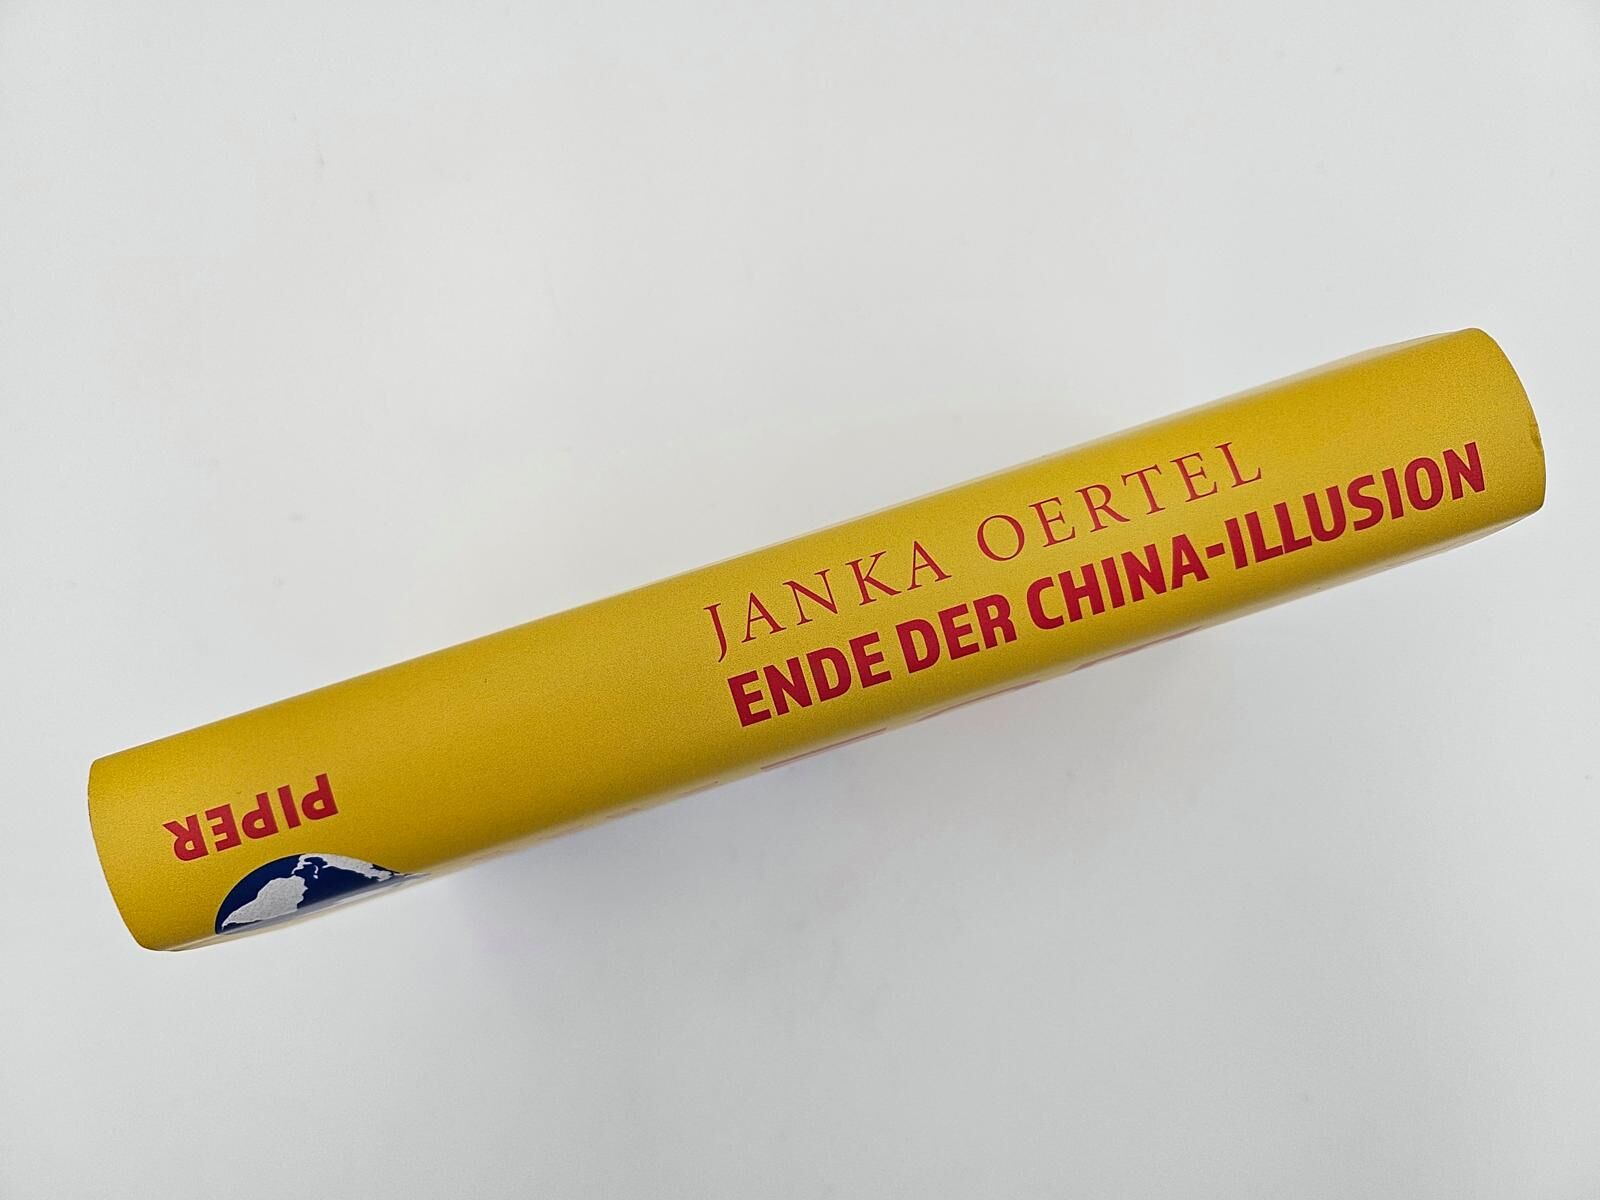 JANKA OERTEL
ENDE DER CHINA-ILLUSION
PIPER